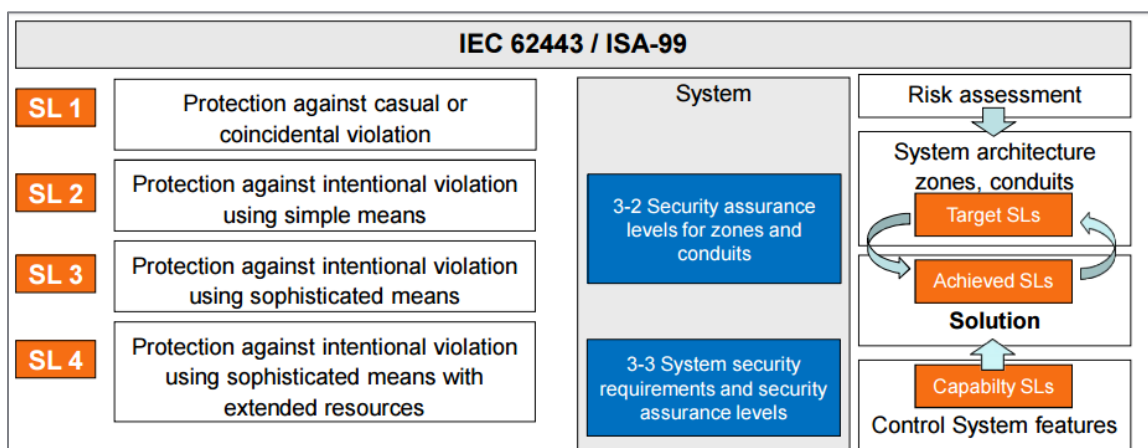 IEC 62443 / ISA-99
SL 1
Protection against casual or
coincidental violation
SL 2
Protection against intentional violation
using simple means
SL 3
Protection against intentional violation
using sophisticated means
SL 4
Protection against intentional violation
using sophisticated means with
extended resources
System
3-2 Security assurance
levels for zones and
conduits
3-3 System security
requirements and security
assurance levels
Risk assessment
System architecture
zones, conduits
Target SLs
Achieved SLs
Solution
Capabilty SLs
Control System features